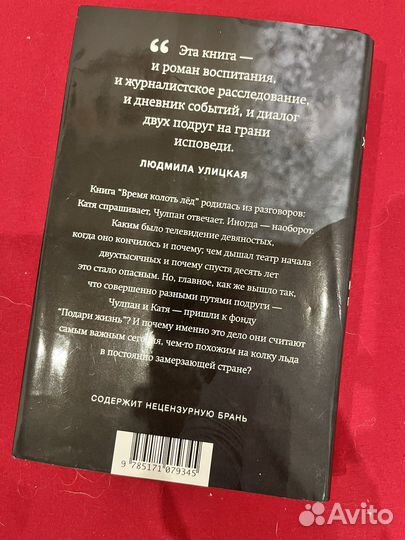 “
Эта книга —
и роман воспитания,
и журналистское расследование,
и дневник событий, и диалог
двух подруг на грани
исповеди.
ЛЮДМИЛА УЛИЦКАЯ
Книга “Время колоть лёд” родилась из разговоров:
Катя спрашивает, Чулпан отвечает. Иногда — наоборот.
Каким было телевидение девяностых,
когда оно кончилось и почему; чем дышал театр начала
двухтысячных и почему спустя десять лет
это стало опасным. Но, главное, как же вышло так,
что совершенно разными путями подруги —
Чулпан и Катя — пришли к фонду
“Подари жизнь”? И почему именно это дело они считают
самым важным сегодня, чем-то похожим на колку льда
в постоянно замерзающей стране?
СОДЕРЖИТ НЕЦЕНЗУРНУЮ БРАНЬ
9 785171 079345
Avito